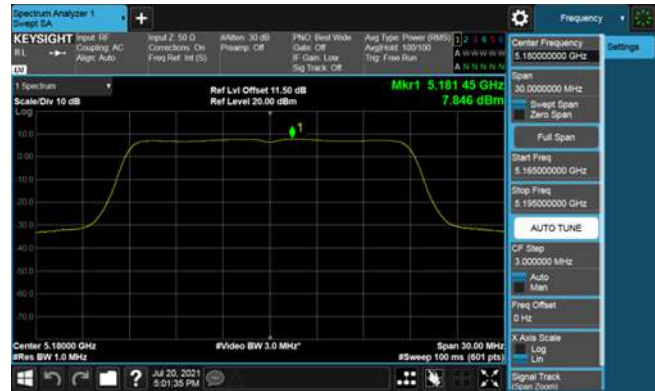 Spectrum Analyzer 1
Swept SA
+
Frequency
KEYSIGHT
RL
Input: RF
Coupling: AC
Align: Auto
Input Z: 50 Ω
Corrections: On
Freq Ref: Int (S)
#Atten: 30 dB
Preamp: Off
PNO: Best Wide
Gate: Off
IF Gain: Low
Sig Track: Off
Avg Type: Power (RMS)
Avg|Hold: 100/100
Trig: Free Run
1 2 3 4 5 6
A W W W W W
A N N N N N
1 Spectrum
Scale/Div 10 dB
Ref Lvl Offset 11.50 dB
Ref Level 20.00 dBm
Mkr1 5.181 45 GHz
7.846 dBm
Log
1
10.0
0.00
-10.0
-20.0
-30.0
-40.0
-50.0
-60.0
-70.0
Center 5.18000 GHz
#Res BW 1.0 MHz
#Video BW 3.0 MHz*
Span 30.00 MHz
#Sweep 100 ms (601 pts)
Jul 20, 2021
5:01:35 PM
?
Center Frequency
5.180000000 GHz
Span
30.0000000 MHz
Swept Span
Zero Span
Full Span
Start Freq
5.165000000 GHz
Stop Freq
5.195000000 GHz
AUTO TUNE
CF Step
3.000000 MHz
Auto
Man
Freq Offset
0 Hz
X Axis Scale
Log
Lin
Signal Track
(Span Zoom)
Settings